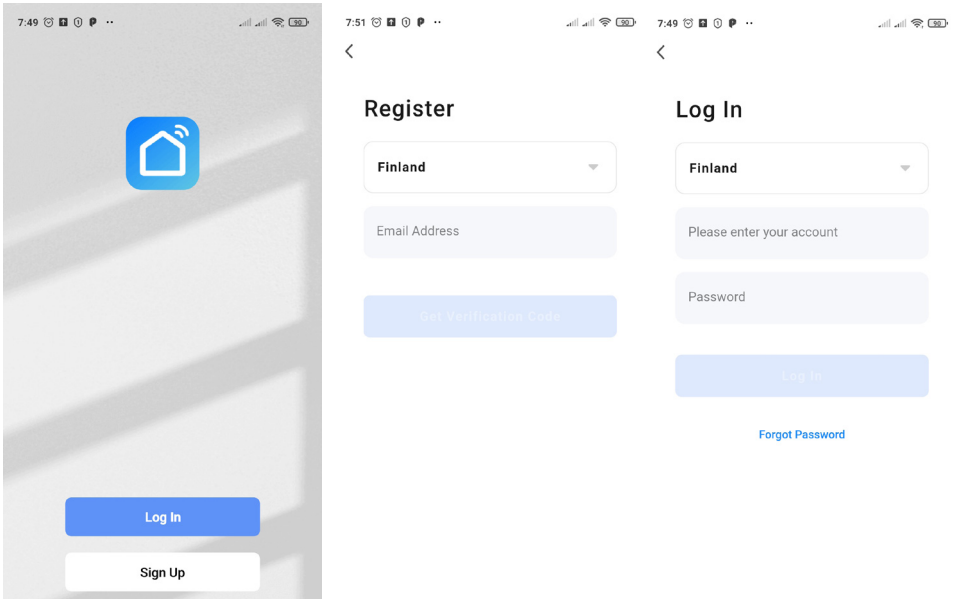 7:49
90
Log In
Sign Up
7:51
90
Register
Finland
Email Address
Get Verification Code
7:49
90
Log In
Finland
Please enter your account
Password
Log In
Forgot Password